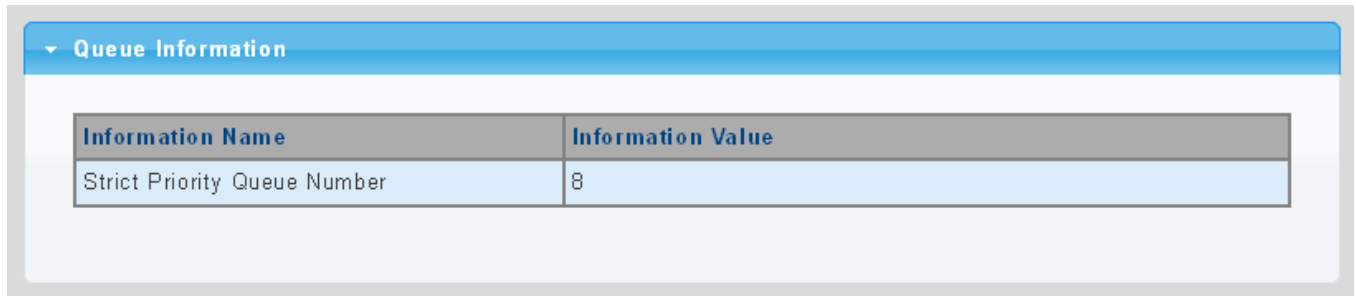 Queue Information
Information Name Information Value
Strict Priority Queue Number 8